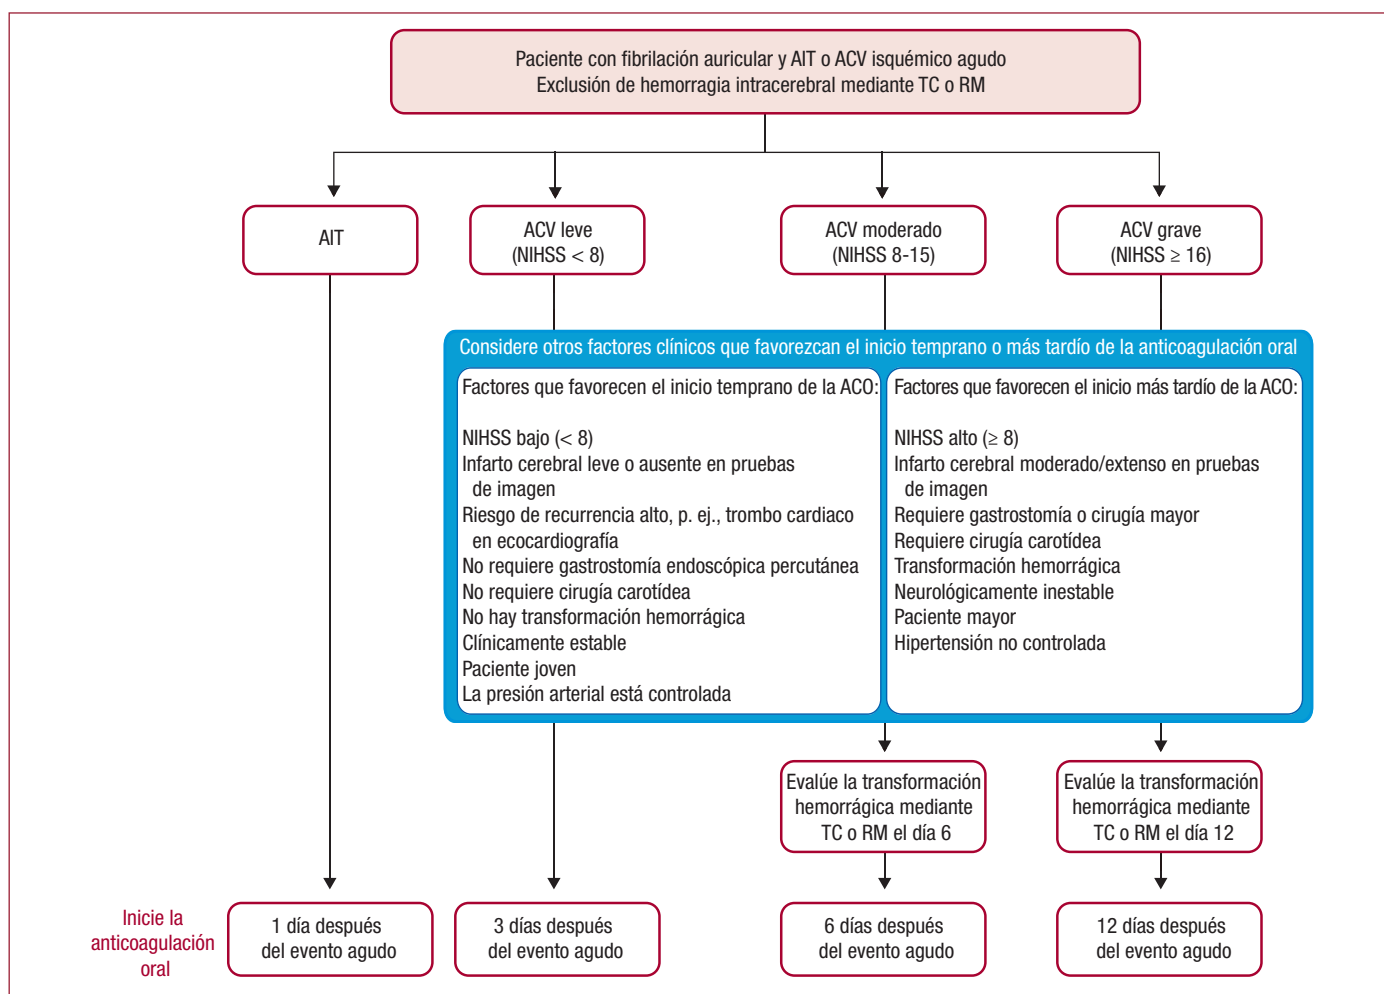 Paciente con fibrilación auricular y AIT o ACV isquémico agudo
Exclusión de hemorragia intracerebral mediante TC o RM
AIT
ACV leve
(NIHSS < 8)
ACV moderado
(NIHSS 8-15)
ACV grave
(NIHSS ≥ 16)
Considere otros factores clínicos que favorezcan el inicio temprano o más tardío de la anticoagulación oral
Factores que favorecen el inicio temprano de la ACO:
NIHSS bajo (< 8)
Infarto cerebral leve o ausente en pruebas
de imagen
Riesgo de recurrencia alto, p. ej., trombo cardiaco
en ecocardiografía
No requiere gastrostomía endoscópica percutánea
No requiere cirugía carotídea
No hay transformación hemorrágica
Clínicamente estable
Paciente joven
La presión arterial está controlada
Factores que favorecen el inicio más tardío de la ACO:
NIHSS alto (≥ 8)
Infarto cerebral moderado/extenso en pruebas
de imagen
Requiere gastrostomía o cirugía mayor
Requiere cirugía carotídea
Transformación hemorrágica
Neurológicamente inestable
Paciente mayor
Hipertensión no controlada
Evalúe la transformación
hemorrágica mediante
TC o RM el día 6
Evalúe la transformación
hemorrágica mediante
TC o RM el día 12
Inicie la
anticoagulación
oral
1 día después
del evento agudo
3 días después
del evento agudo
6 días después
del evento agudo
12 días después
del evento agudo